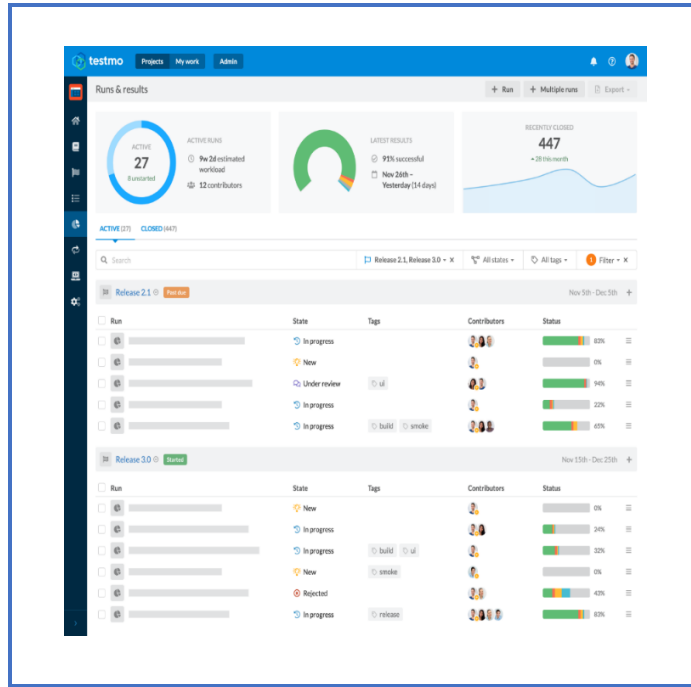 testmo Projects My work Admin
Runs & results + Run + Multiple runs Export
ACTIVE
27
8 unstarted
ACTIVE RUNS
9w 2d estimated
workload
12 contributors
LATEST RESULTS
91% successful
Nov 26th -
Yesterday (14 days)
RECENTLY CLOSED
447
28 this month
ACTIVE (27) CLOSED (447)
Search Release 2.1, Release 3.0 × All states All tags 1 Filter ×
Release 2.1 Past due Nov 5th - Dec 5th +
Run State Tags Contributors Status
In progress 83%
New 0%
Under review ui 94%
In progress 22%
In progress build smoke 65%
Release 3.0 Started Nov 15th - Dec 25th +
Run State Tags Contributors Status
New 0%
In progress 24%
In progress build ui 32%
New smoke 0%
Rejected 43%
In progress release 83%